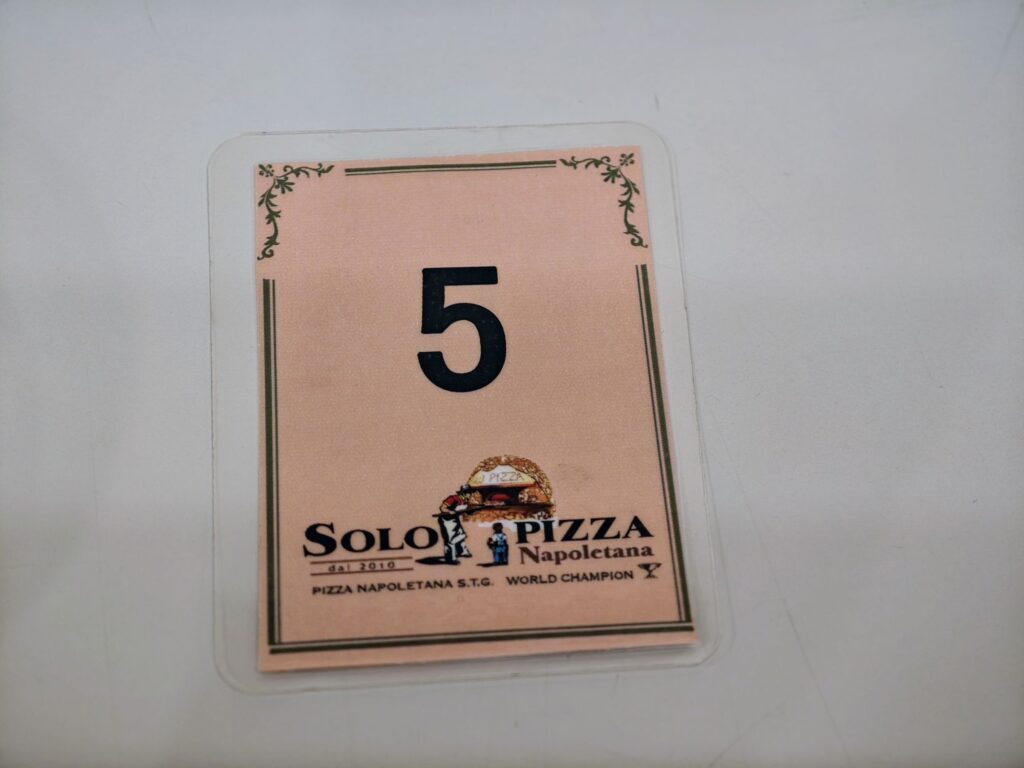 5
PIZZA
SOLO PIZZA
dal 2010 Napoletana
PIZZA NAPOLETANA S.T.G. WORLD CHAMPION